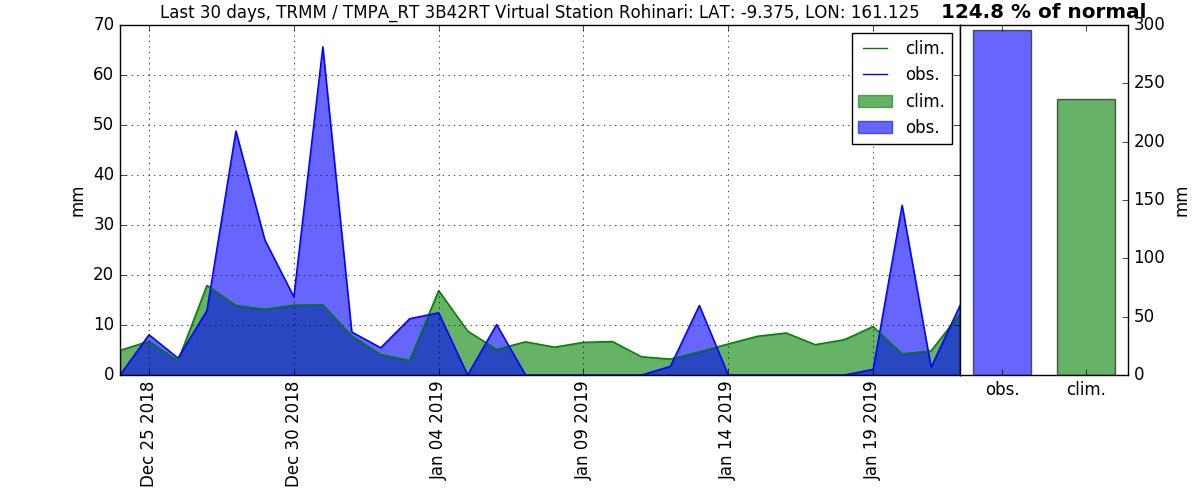 Last 30 days, TRMM / TMPA_RT 3B42RT Virtual Station Rohinari: LAT: -9.375, LON: 161.125
124.8 % of normal
70
60
50
40
30
20
10
0
mm
clim.
obs.
clim.
obs.
Dec 25 2018
Dec 30 2018
Jan 04 2019
Jan 09 2019
Jan 14 2019
Jan 19 2019
300
250
200
150
100
50
0
mm
obs.
clim.